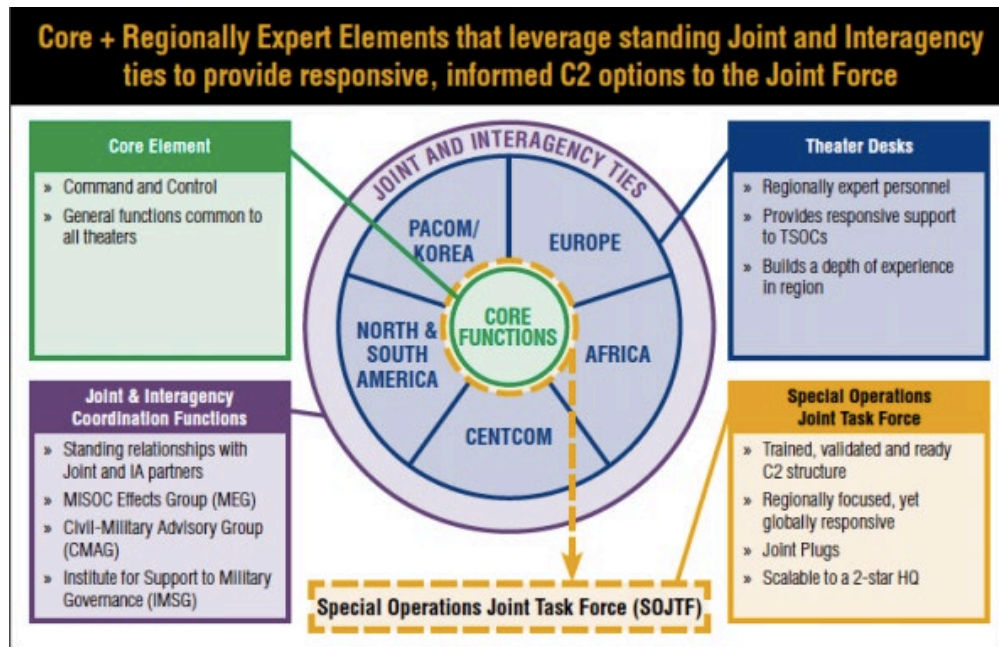 Core + Regionally Expert Elements that leverage standing Joint and Interagency
ties to provide responsive, informed C2 options to the Joint Force
Core Element
» Command and Control
» General functions common to
all theaters
JOINT AND INTERAGENCY TIES
PACOM/
KOREA
EUROPE
NORTH &
SOUTH
AMERICA
CORE
FUNCTIONS
AFRICA
CENTCOM
Theater Desks
» Regionally expert personnel
» Provides responsive support
to TSOCs
» Builds a depth of experience
in region
Joint & Interagency
Coordination Functions
» Standing relationships with
Joint and IA partners
» MISOC Effects Group (MEG)
» Civil-Military Advisory Group
(CMAG)
» Institute for Support to Military
Governance (IMSG)
Special Operations
Joint Task Force
» Trained, validated and ready
C2 structure
» Regionally focused, yet
globally responsive
» Joint Plugs
» Scalable to a 2-star HQ
Special Operations Joint Task Force (SOJTF)